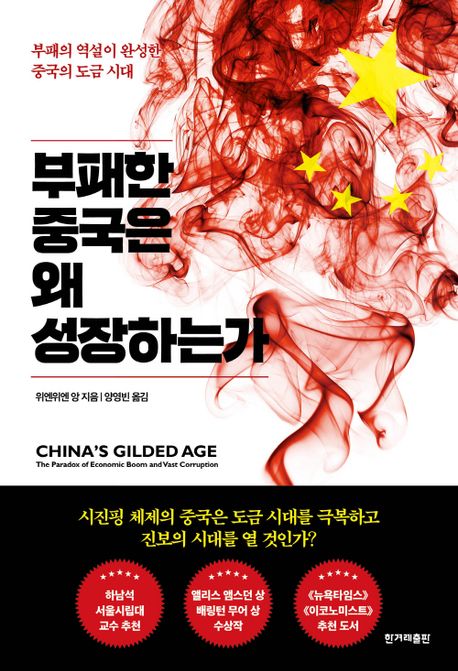 부패의 역설이 완성한
중국의 도금 시대
부패한
중국은
왜
성장하는가
위엔위엔 앙 지음 | 양영빈 옮김
CHINA'S GILDED AGE
The Paradox of Economic Boom and Vast Corruption
시진핑 체제의 중국은 도금 시대를 극복하고
진보의 시대를 열 것인가?
하남석
서울시립대
교수 추천
앨리스 앰스던 상
배링턴 무어 상
수상작
《뉴욕타임스》
《이코노미스트》
추천 도서
한겨레출판